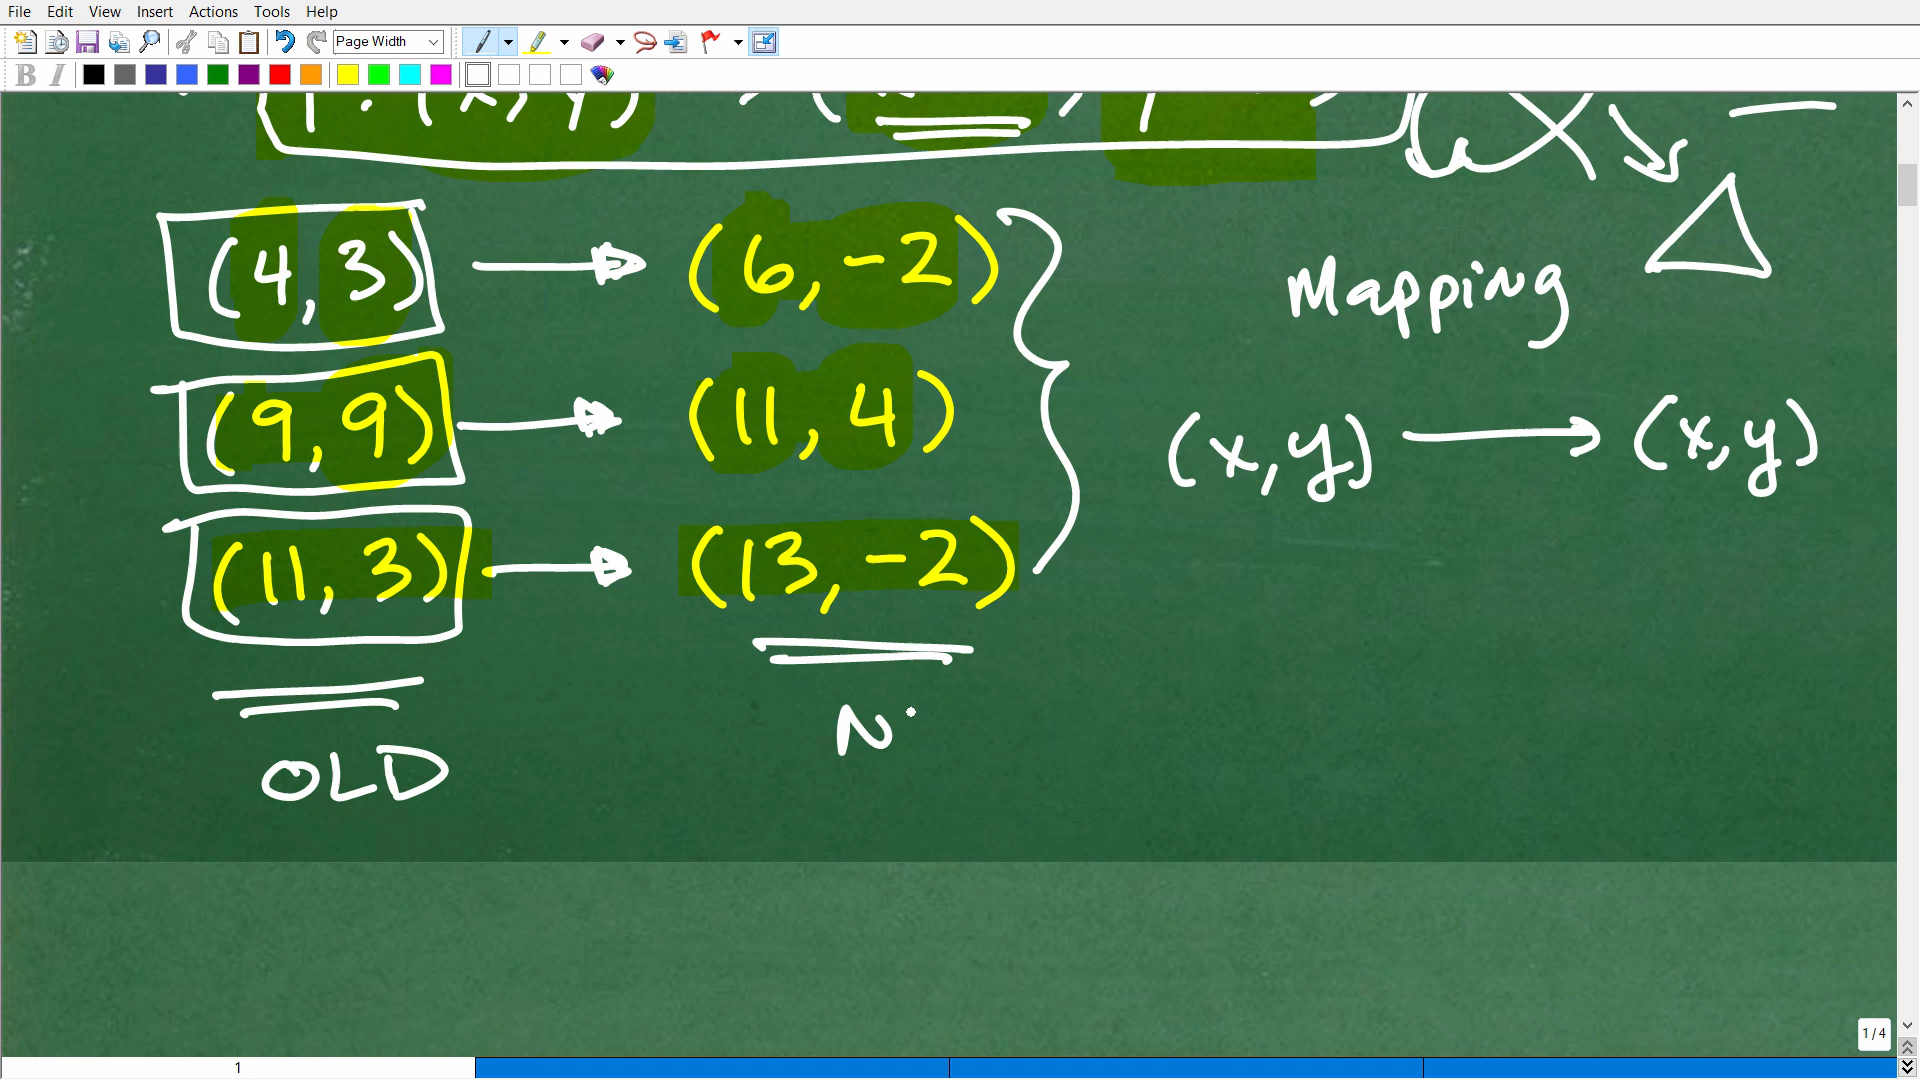 File Edit View Insert Actions Tools Help
Page Width
B I
(4, 3) → (6, -2)
Mapping
(9, 9) → (11, 4)
(x, y) → (x, y)
(11, 3) → (13, -2)
N
OLD
1 / 4
1